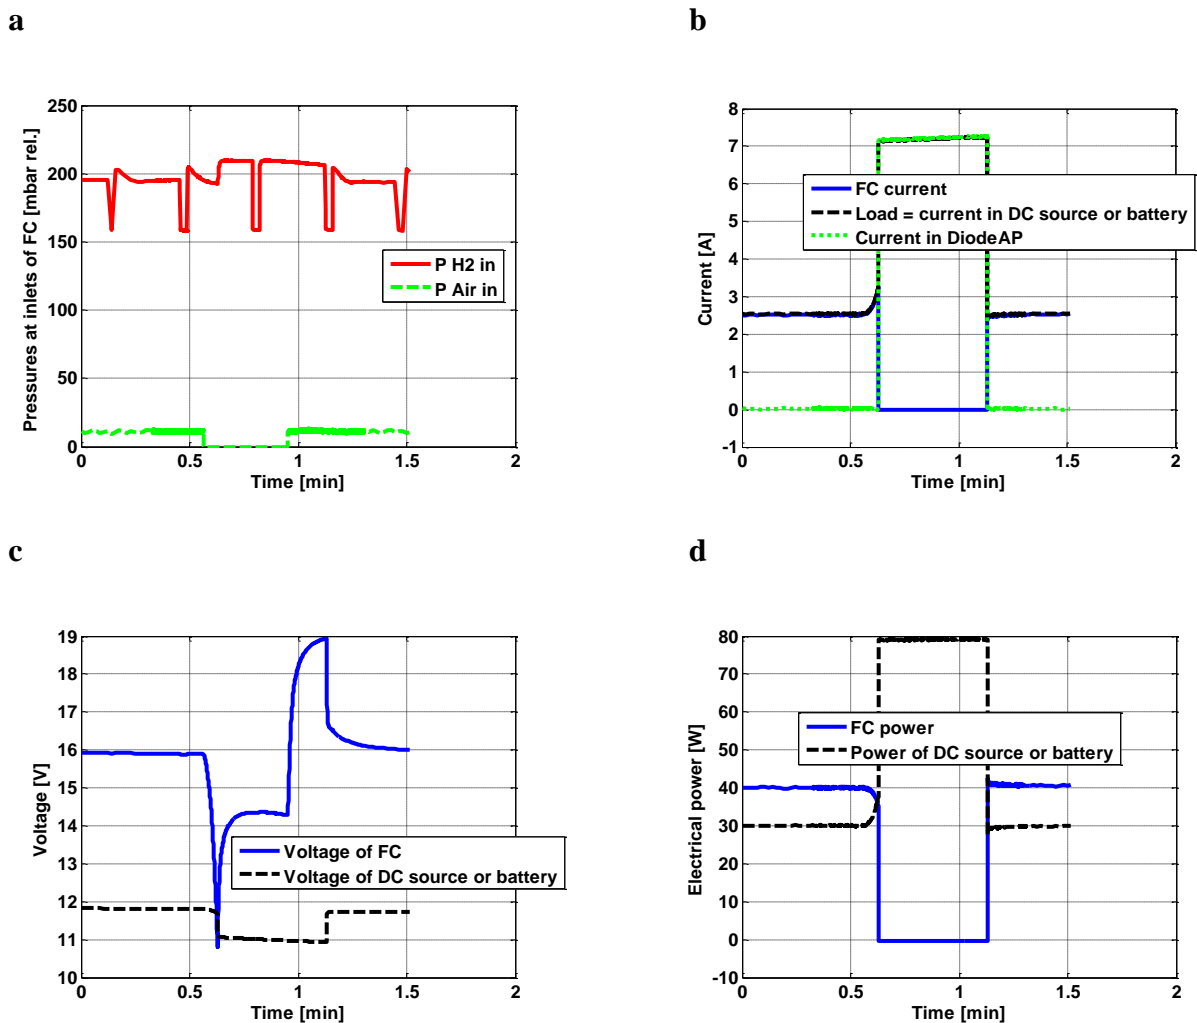 a
b
250
200
150
100
50
0
Pressures at inlets of FC [mbar rel.]
P H2 in
P Air in
0 0.5 1 1.5 2
Time [min]
8
7
6
5
4
3
2
1
0
-1
Current [A]
FC current
Load = current in DC source or battery
Current in DiodeAP
0 0.5 1 1.5 2
Time [min]
c
d
19
18
17
16
15
14
13
12
11
10
Voltage [V]
Voltage of FC
Voltage of DC source or battery
0 0.5 1 1.5 2
Time [min]
80
70
60
50
40
30
20
10
0
-10
Electrical power [W]
FC power
Power of DC source or battery
0 0.5 1 1.5 2
Time [min]